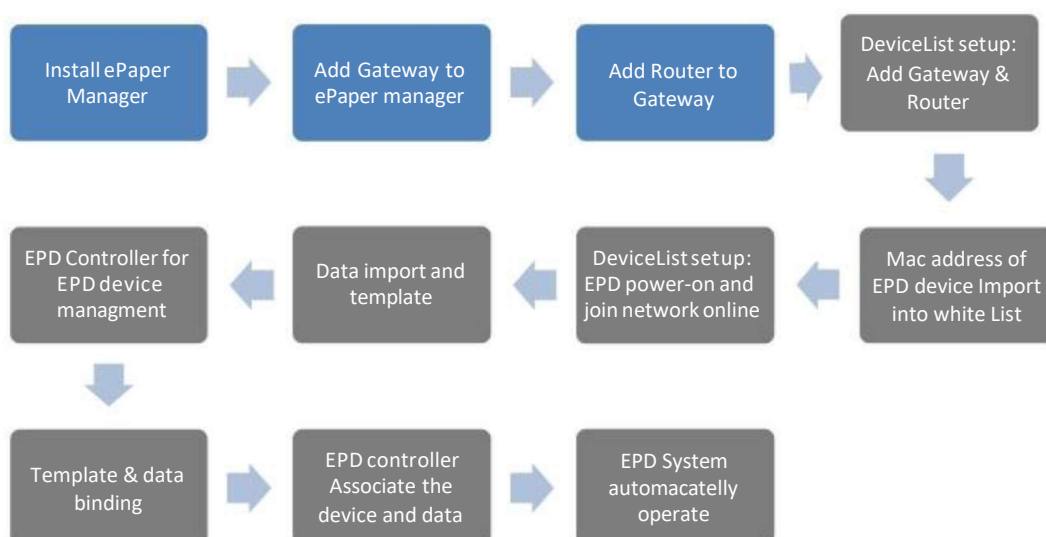 Install ePaper
Manager
Add Gateway to
ePaper manager
Add Router to
Gateway
DeviceList setup:
Add Gateway &
Router
Mac address of
EPD device Import
into white List
DeviceList setup:
EPD power-on and
join network online
Data import and
template
EPD Controller for
EPD device
managment
Template & data
binding
EPD controller
Associate the
device and data
EPD System
automacatelly
operate